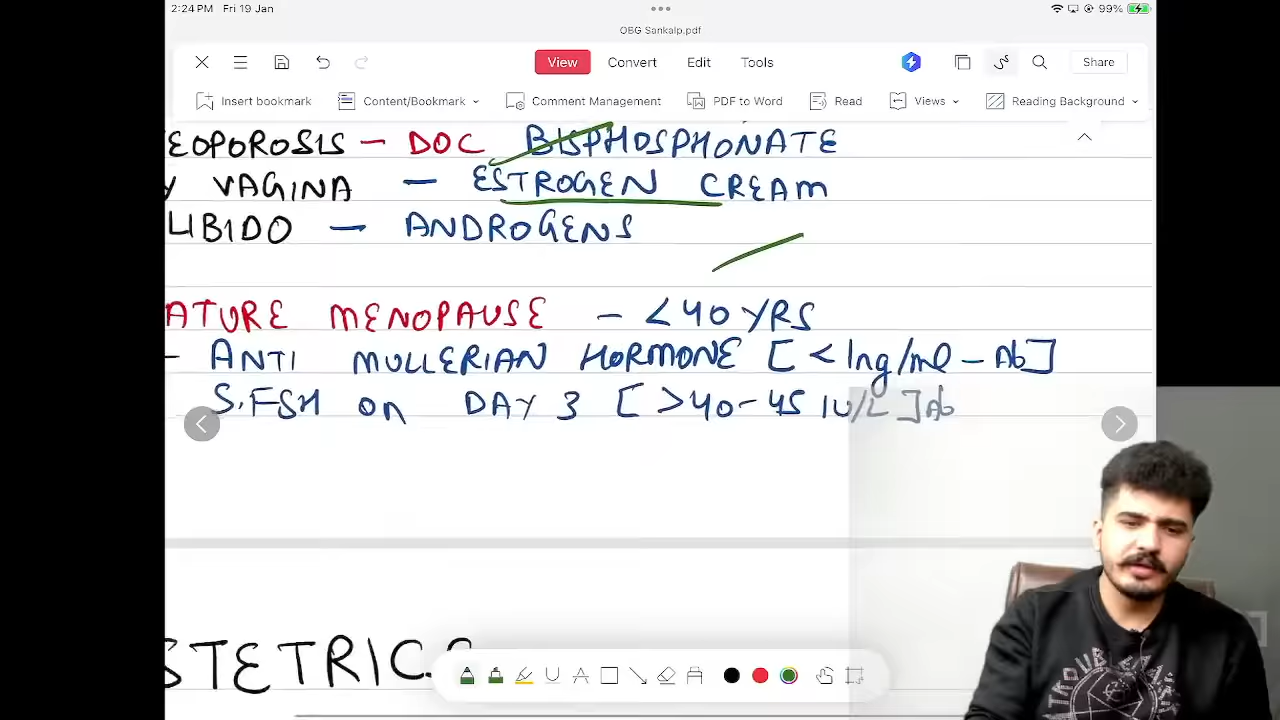 2:24 PM Fri 19 Jan 99%
OBG Sankalp.pdf
View Convert Edit Tools Share
Insert bookmark Content/Bookmark Comment Management PDF to Word Read Views Reading Background
EOPOROSIS - DOC BISPHOSPHONATE
Y VAGINA - ESTROGEN CREAM
LIBIDO - ANDROGENS
ATURE MENOPAUSE - <40 YRS
- ANTI MULLERIAN HORMONE [ < 1ng/ml - Ab]
S.FSH on DAY 3 [ >40-45 IU/L ] Ab
STETRICS